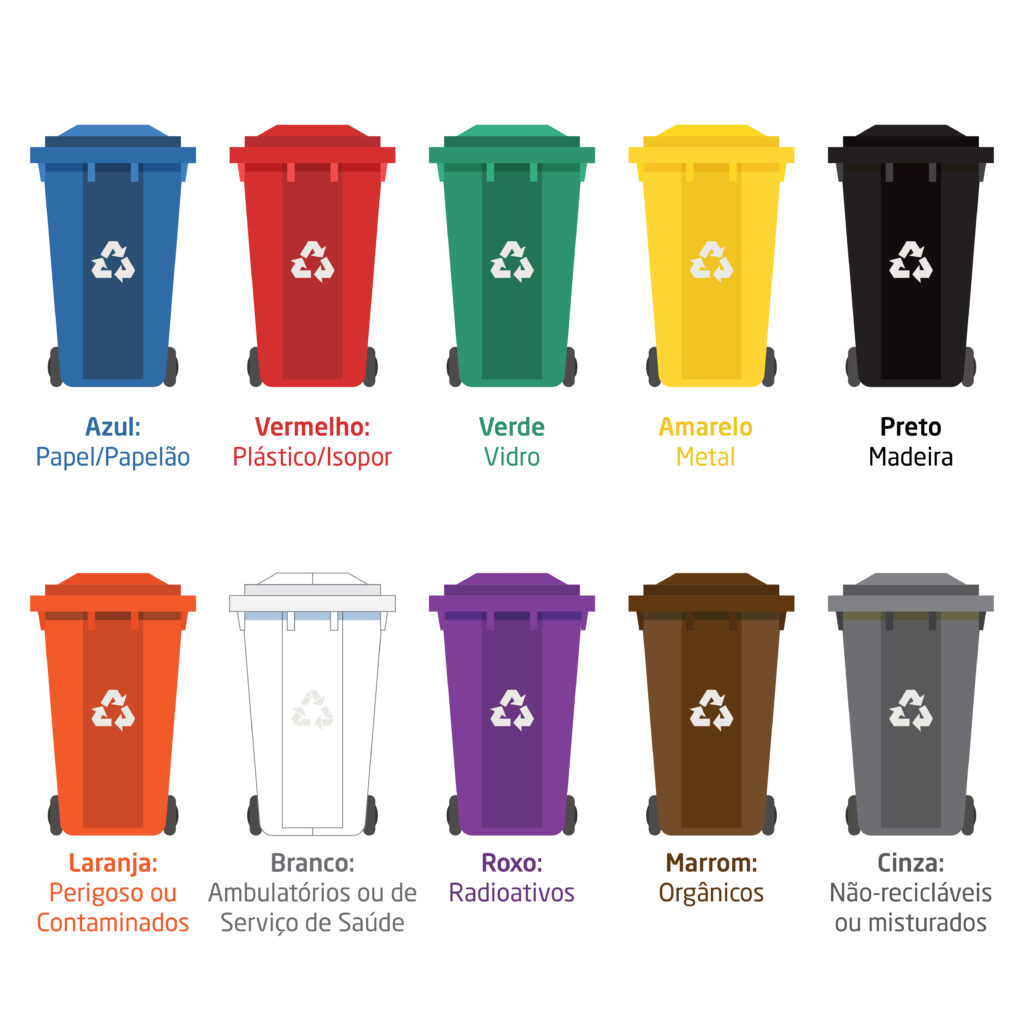 Azul:
Papel/Papelão
Vermelho:
Plástico/Isopor
Verde
Vidro
Amarelo
Metal
Preto
Madeira
Laranja:
Perigoso ou
Contaminados
Branco:
Ambulatórios ou de
Serviço de Saúde
Roxo:
Radioativos
Marrom:
Orgânicos
Cinza:
Não-recicláveis
ou misturados